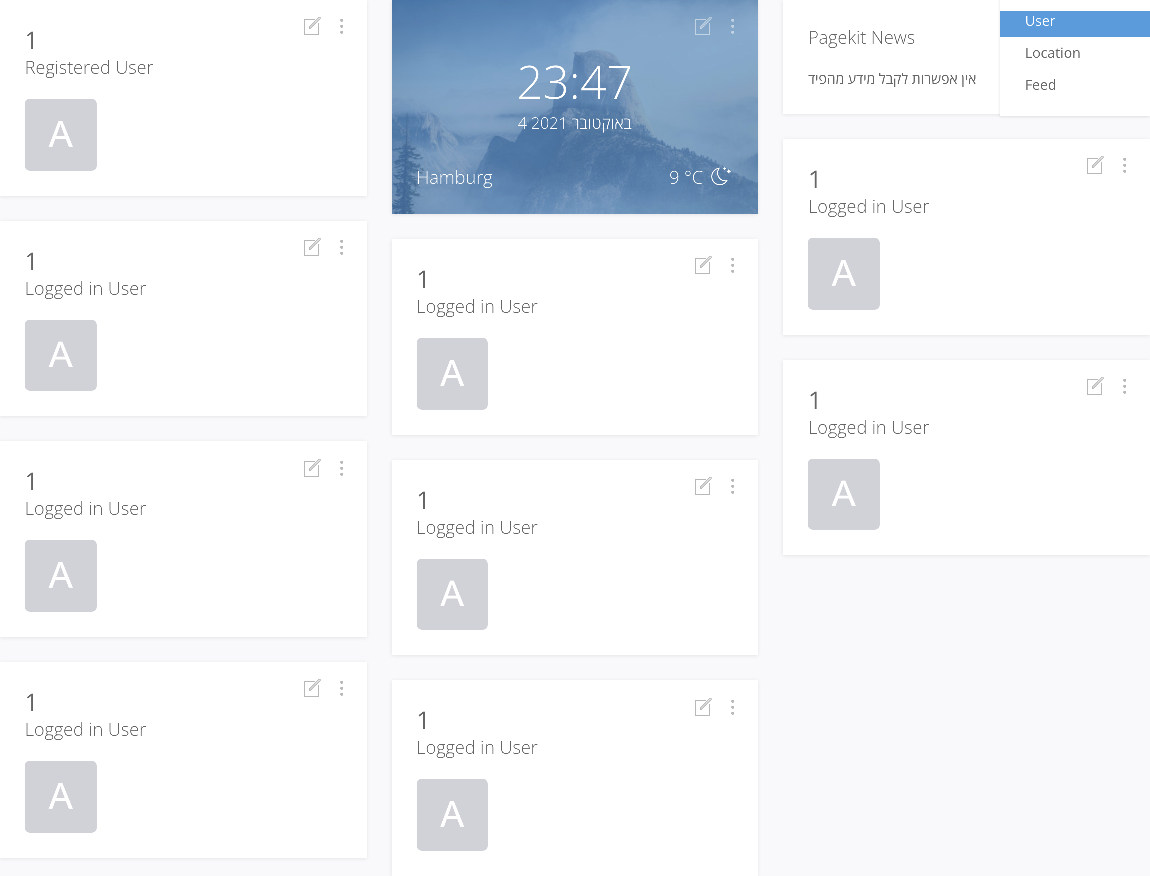 1
Registered User
A
1
Logged in User
A
1
Logged in User
A
1
Logged in User
A
23:47
4 באוקטובר 2021
Hamburg
9 °C
1
Logged in User
A
1
Logged in User
A
1
Logged in User
A
Pagekit News
אין אפשרות לקבל מידע מהפיד
User
Location
Feed
1
Logged in User
A
1
Logged in User
A